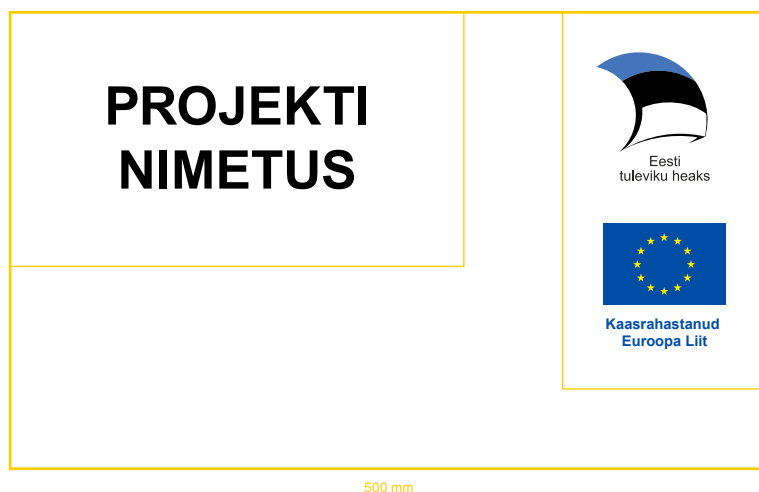 PROJEKTI
NIMETUS
Eesti
tuleviku heaks
Kaasrahastanud
Euroopa Liit
500 mm